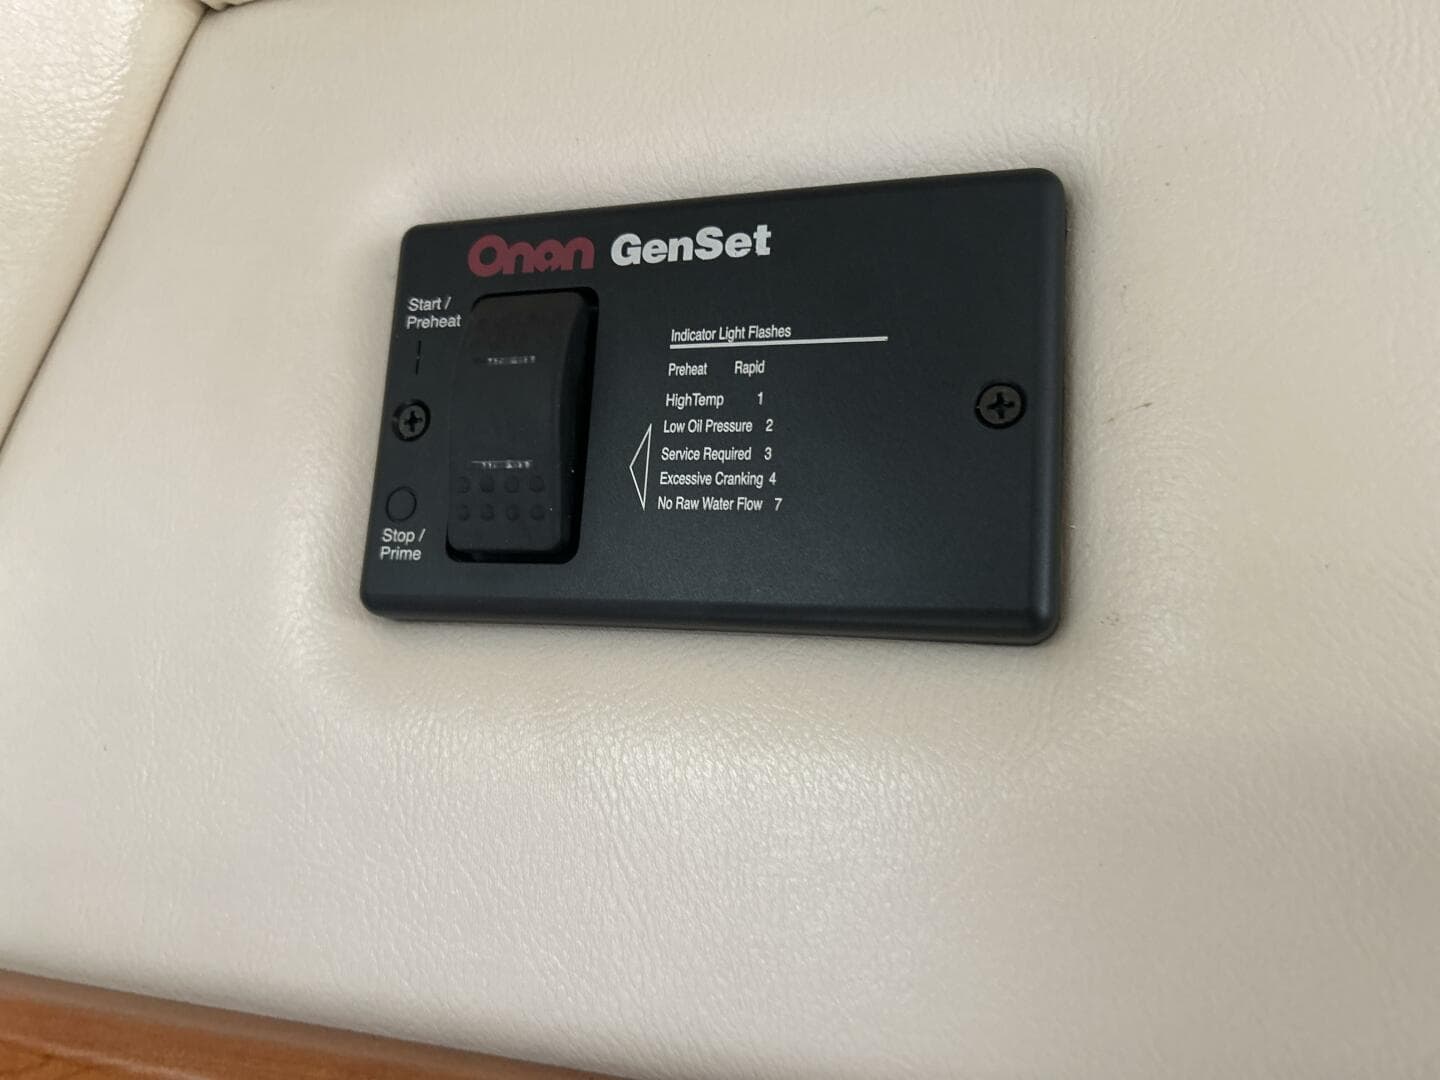 Onan GenSet
Start /
Preheat
Indicator Light Flashes
Preheat Rapid
HighTemp 1
Low Oil Pressure 2
Service Required 3
Excessive Cranking 4
No Raw Water Flow 7
Stop /
Prime